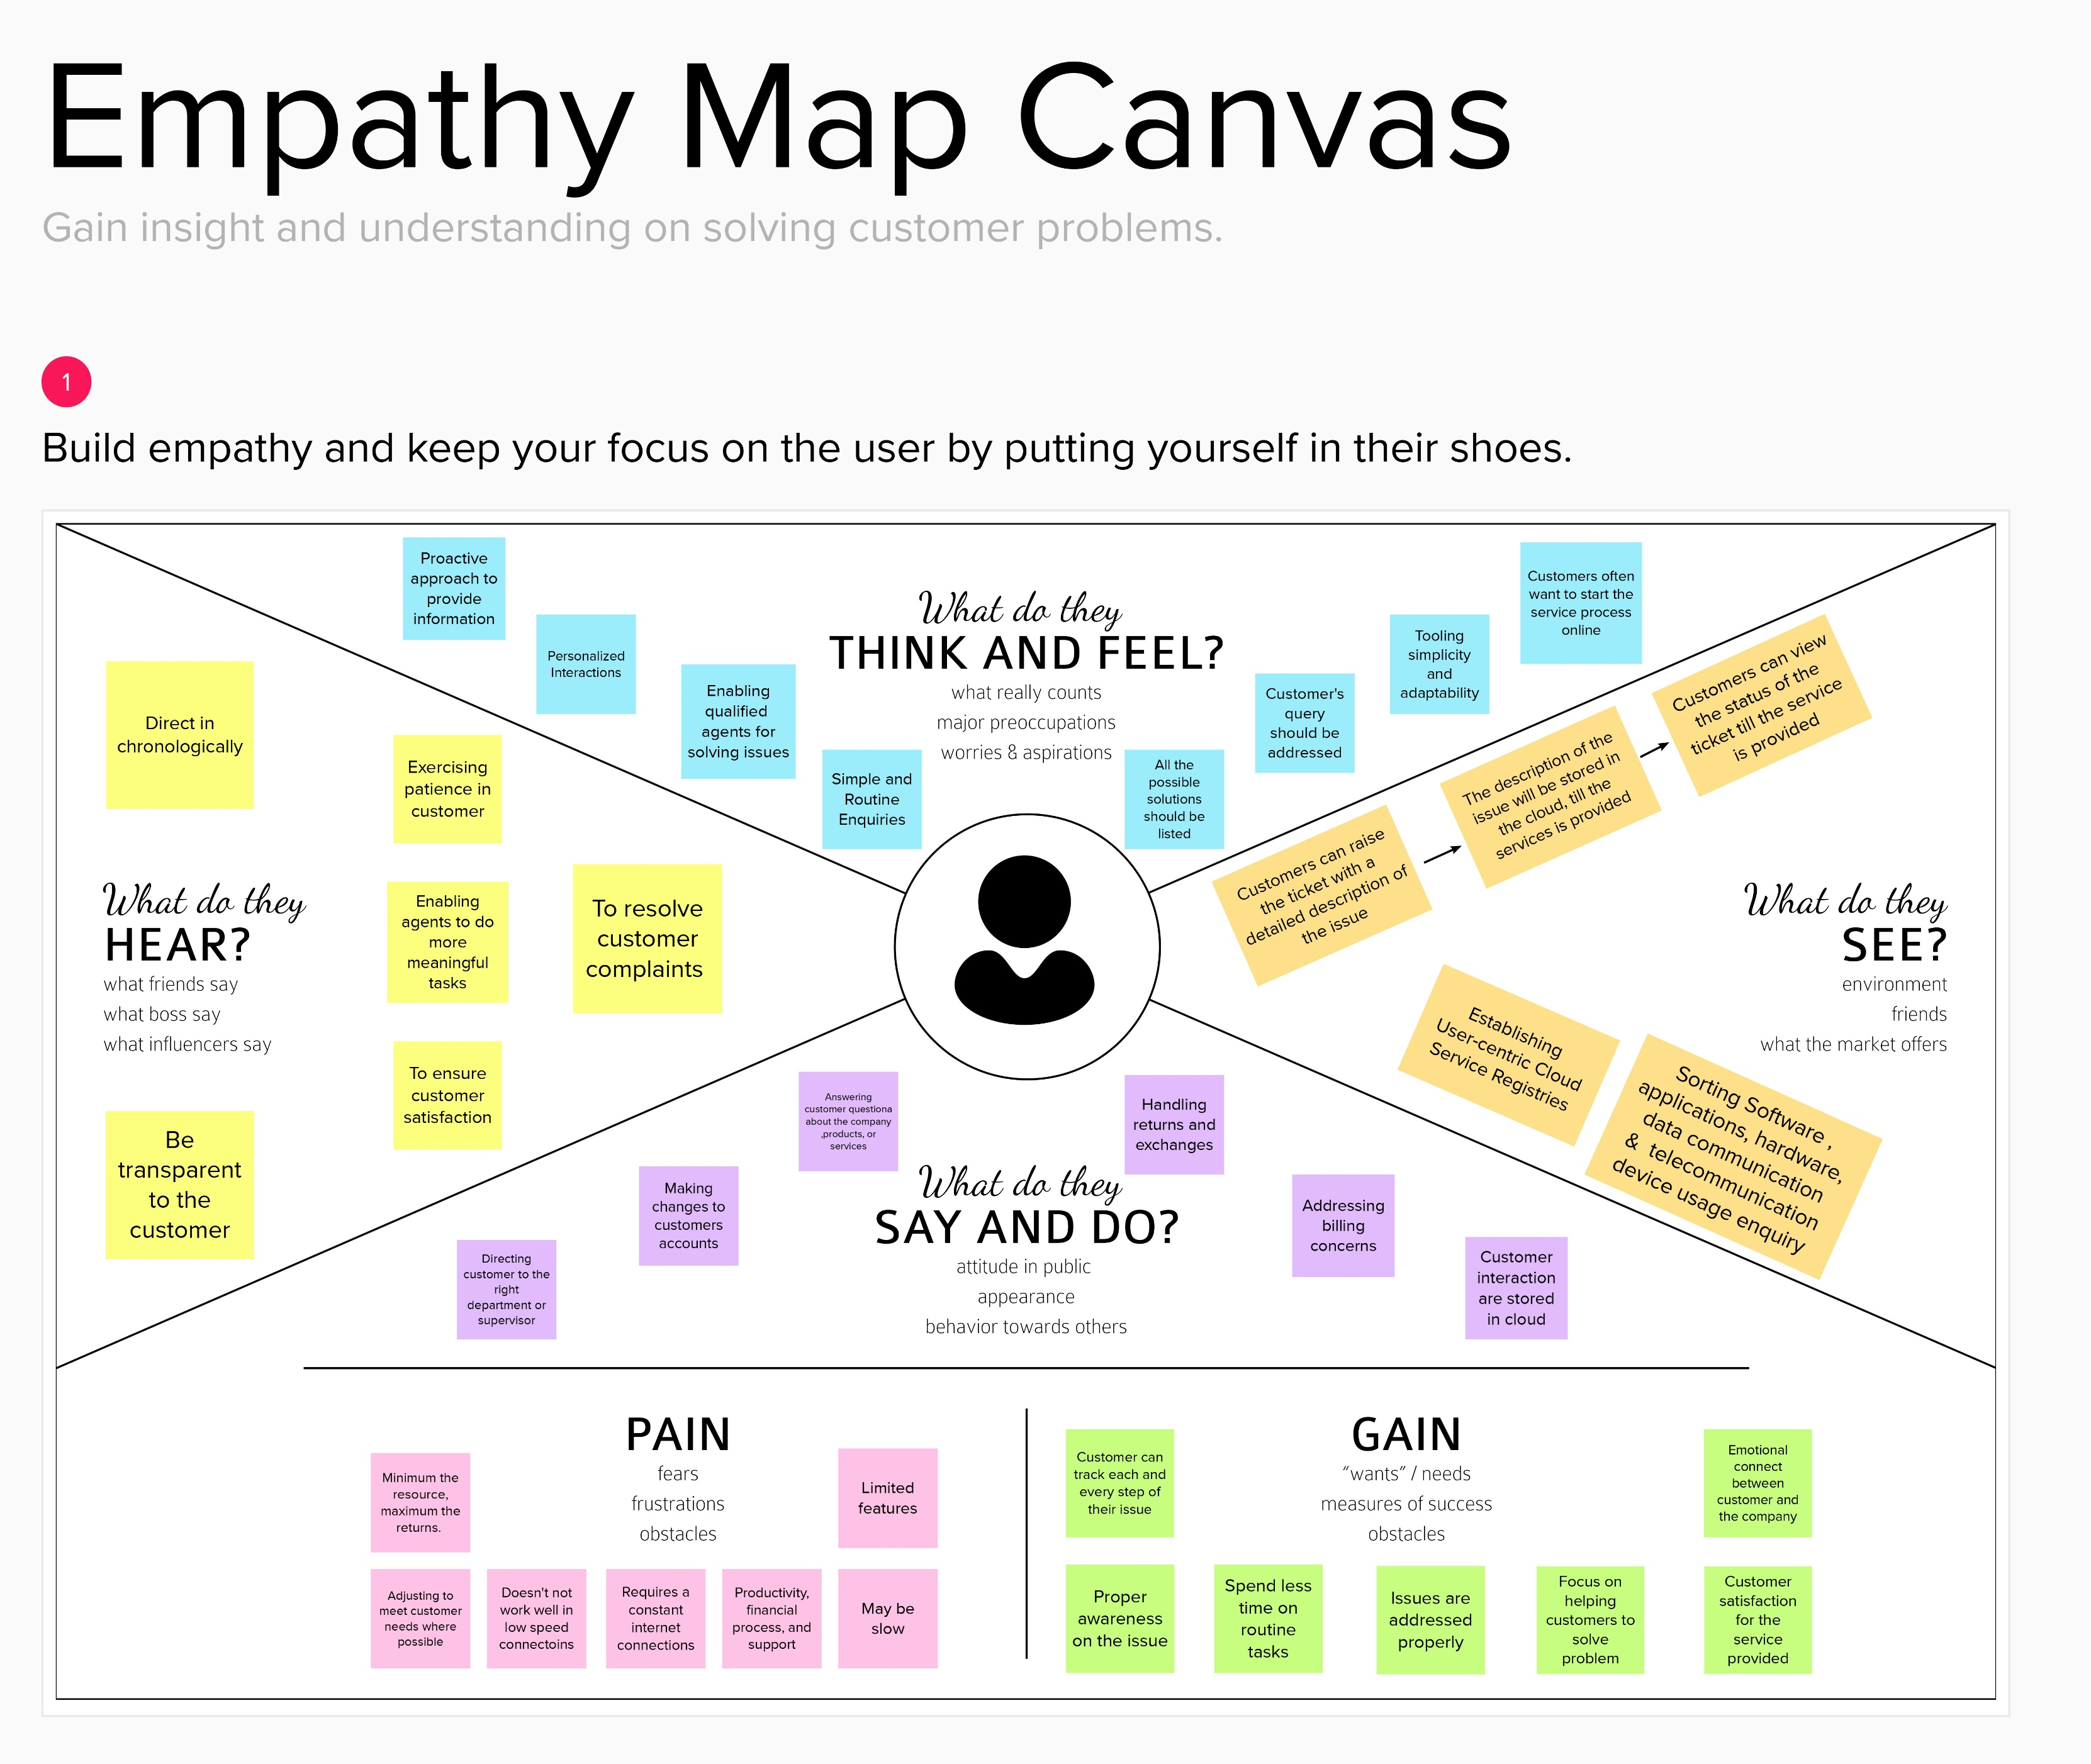 Empathy Map Canvas
Gain insight and understanding on solving customer problems.
1
Build empathy and keep your focus on the user by putting yourself in their shoes.
Proactive
approach to
provide
information
Personalized
Interactions
Enabling
qualified
agents for
solving issues
Simple and
Routine
Enquiries
What do they
THINK AND FEEL?
what really counts
major preoccupations
worries & aspirations
All the
possible
solutions
should be
listed
Customer's
query
should be
addressed
Tooling
simplicity
and
adaptability
Customers often
want to start the
service process
online
Direct in
chronologically
Exercising
patience in
customer
What do they
HEAR?
what friends say
what boss say
what influencers say
Enabling
agents to do
more
meaningful
tasks
To resolve
customer
complaints
To ensure
customer
satisfaction
Be
transparent
to the
customer
Customers can raise
the ticket with a
detailed description of
the issue
The description of the
issue will be stored in
the cloud, till the
services is provided
Customers can view
the status of the
ticket till the service
is provided
What do they
SEE?
environment
friends
what the market offers
Establishing
User-centric Cloud
Service Registries
Sorting Software ,
applications, hardware,
data communication
& telecommunication
device usage enquiry
Directing
customer to the
right
department or
supervisor
Making
changes to
customers
accounts
Answering
customer questiona
about the company
,products, or
services
What do they
SAY AND DO?
attitude in public
appearance
behavior towards others
Handling
returns and
exchanges
Addressing
billing
concerns
Customer
interaction
are stored
in cloud
PAIN
fears
frustrations
obstacles
Minimum the
resource,
maximum the
returns.
Limited
features
Adjusting to
meet customer
needs where
possible
Doesn't not
work well in
low speed
connectoins
Requires a
constant
internet
connections
Productivity,
financial
process, and
support
May be
slow
GAIN
“wants” / needs
measures of success
obstacles
Customer can
track each and
every step of
their issue
Emotional
connect
between
customer and
the company
Proper
awareness
on the issue
Spend less
time on
routine
tasks
Issues are
addressed
properly
Focus on
helping
customers to
solve
problem
Customer
satisfaction
for the
service
provided